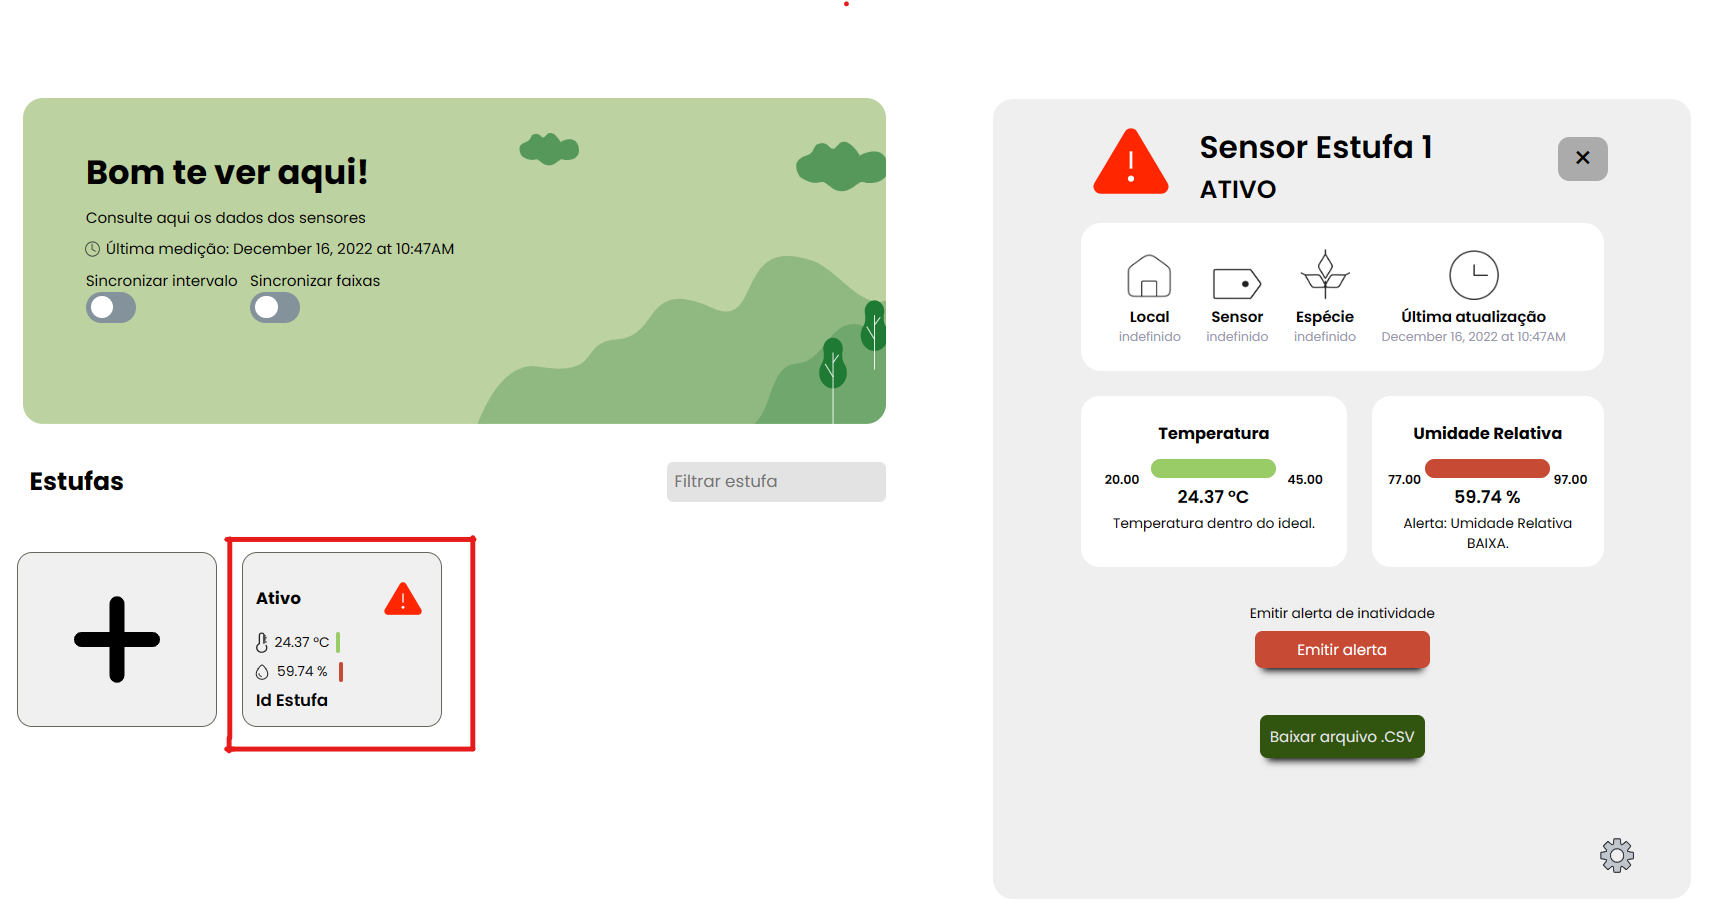 Bom te ver aqui!
Consulte aqui os dados dos sensores
Última medição: December 16, 2022 at 10:47AM
Sincronizar intervalo Sincronizar faixas
Estufas
Filtrar estufa
Ativo
24.37 ºC
59.74 %
Id Estufa
Sensor Estufa 1
ATIVO
×
Local Sensor Espécie Última atualização
indefinido indefinido indefinido December 16, 2022 at 10:47AM
Temperatura
20.00 45.00
24.37 ºC
Temperatura dentro do ideal.
Umidade Relativa
77.00 97.00
59.74 %
Alerta: Umidade Relativa
BAIXA.
Emitir alerta de inatividade
Emitir alerta
Baixar arquivo .CSV